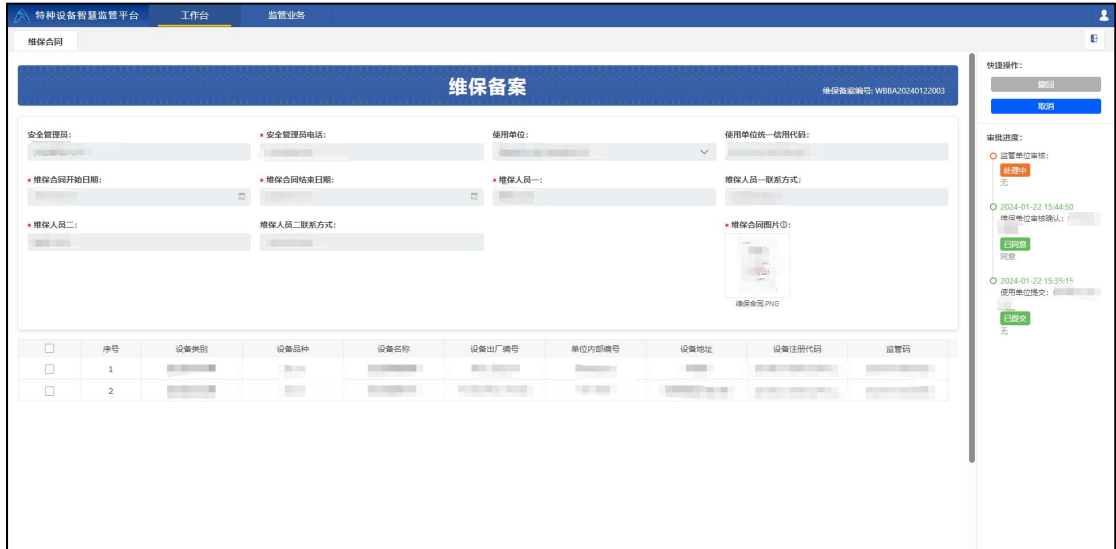 特种设备智慧监管平台 工作台 监管业务
维保合同
维保备案
维保备案编号: WBBA20240122003
安全管理员: * 安全管理员电话: 使用单位: 使用单位统一信用代码:
* 维保合同开始日期: * 维保合同结束日期: * 维保人员一: 维保人员一联系方式:
* 维保人员二: 维保人员二联系方式: * 维保合同图片:
维保合同.PNG
序号 设备类别 设备品种 设备名称 设备出厂编号 单位内部编号 设备地址 设备注册代码 监管码
1
2
快捷操作:
撤回
取消
审批进度:
监管单位审核:
处理中
无
2024-01-22 15:44:50
维保单位审核确认:
已同意
同意
2024-01-22 15:35:15
使用单位提交:
已提交
无